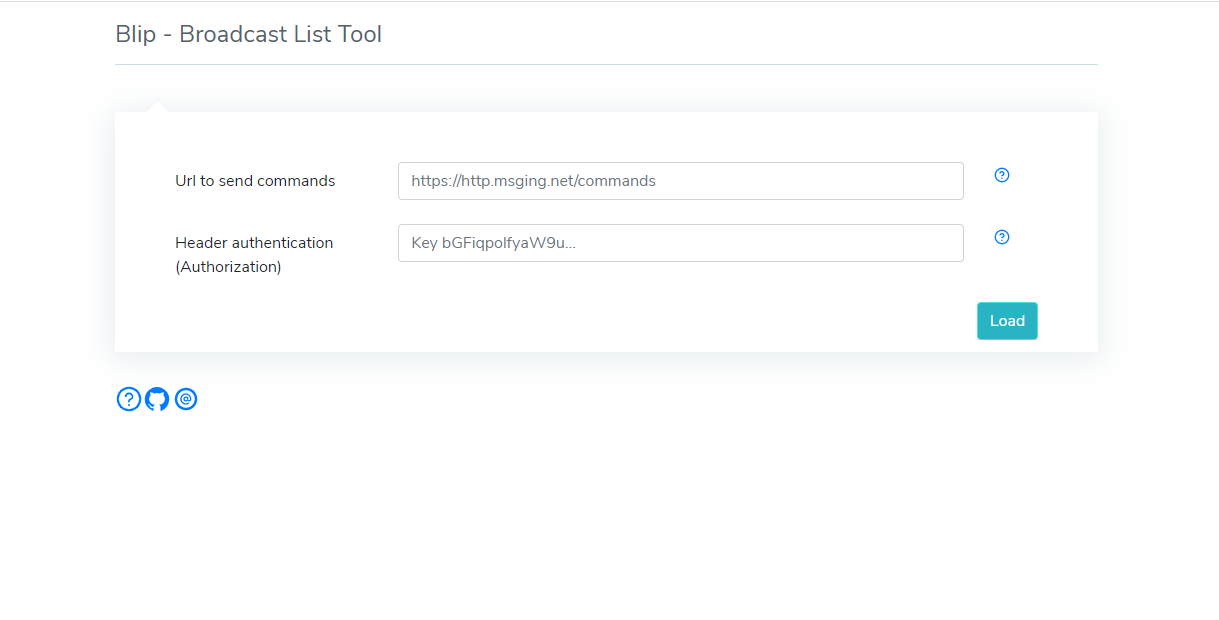 Blip - Broadcast List Tool
Url to send commands
https://http.msging.net/commands
Header authentication
(Authorization)
Key bGFiqpolfyaW9u...
Load